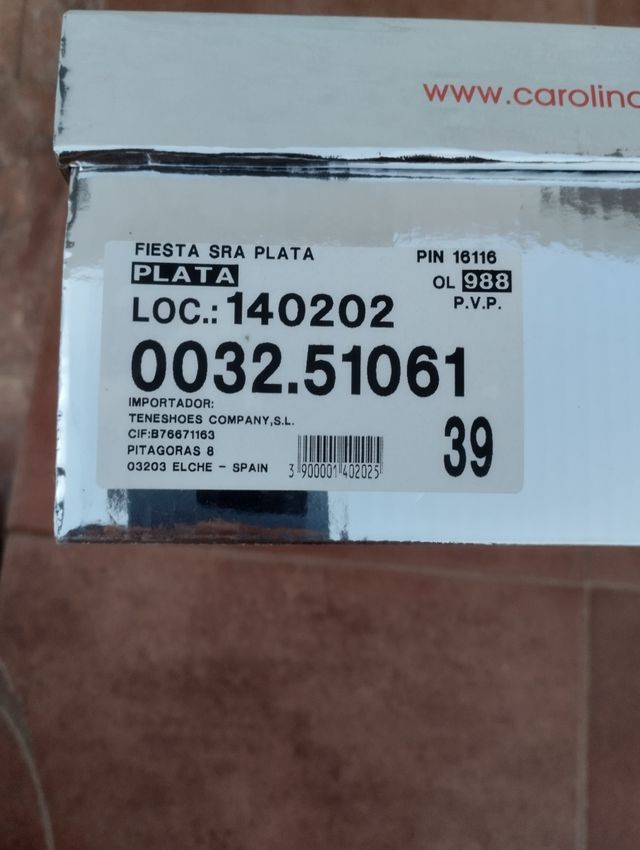 www.carolina
FIESTA SRA PLATA
PIN 16116
PLATA
OL 988
LOC.: 140202
P.V.P.
0032.51061
IMPORTADOR:
TENESHOES COMPANY,S.L.
CIF:B76671163
PITAGORAS 8
03203 ELCHE - SPAIN
3 900001 402025
39